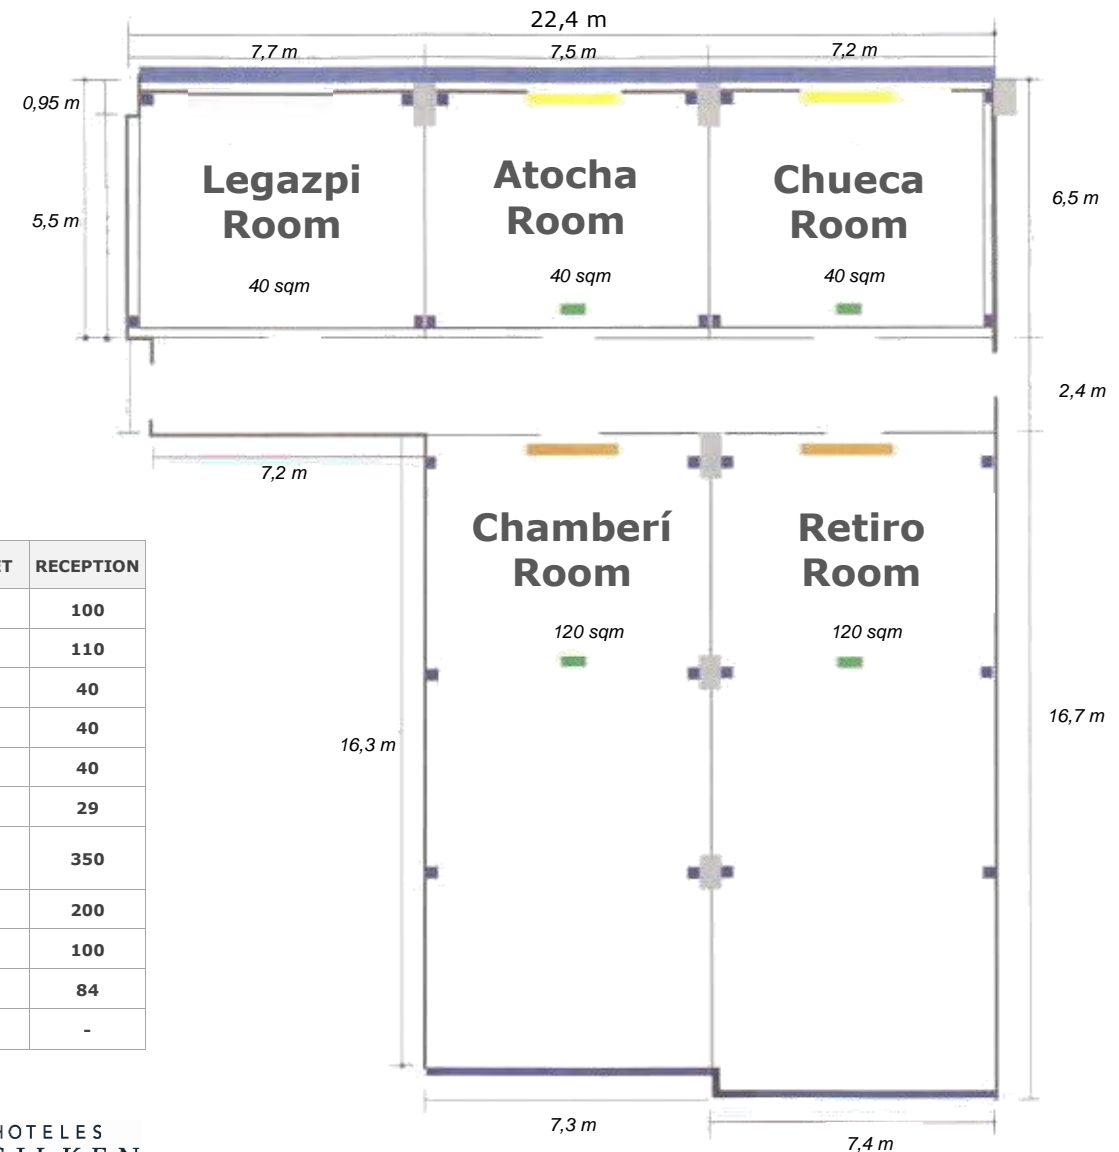 22,4 m
7,7 m
7,5 m
7,2 m
0,95 m
5,5 m
6,5 m
Legazpi
Room
40 sqm
Atocha
Room
40 sqm
Chueca
Room
40 sqm
2,4 m
7,2 m
Chamberí
Room
120 sqm
Retiro
Room
120 sqm
16,3 m
16,7 m
7,3 m
7,4 m
RECEPTION
100
110
40
40
40
29
350
200
100
84
-
HOTELES